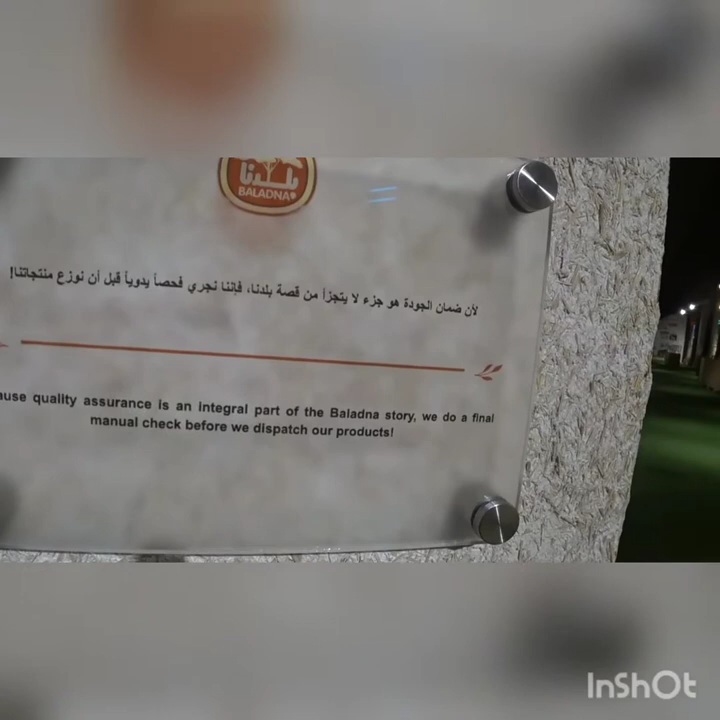 بلدنا
BALADNA
لأن ضمان الجودة هو جزء لا يتجزأ من قصة بلدنا، فإننا نجري فحصاً يدوياً قبل أن نوزع منتجاتنا!
ause quality assurance is an integral part of the Baladna story, we do a final
manual check before we dispatch our products!
InShOt